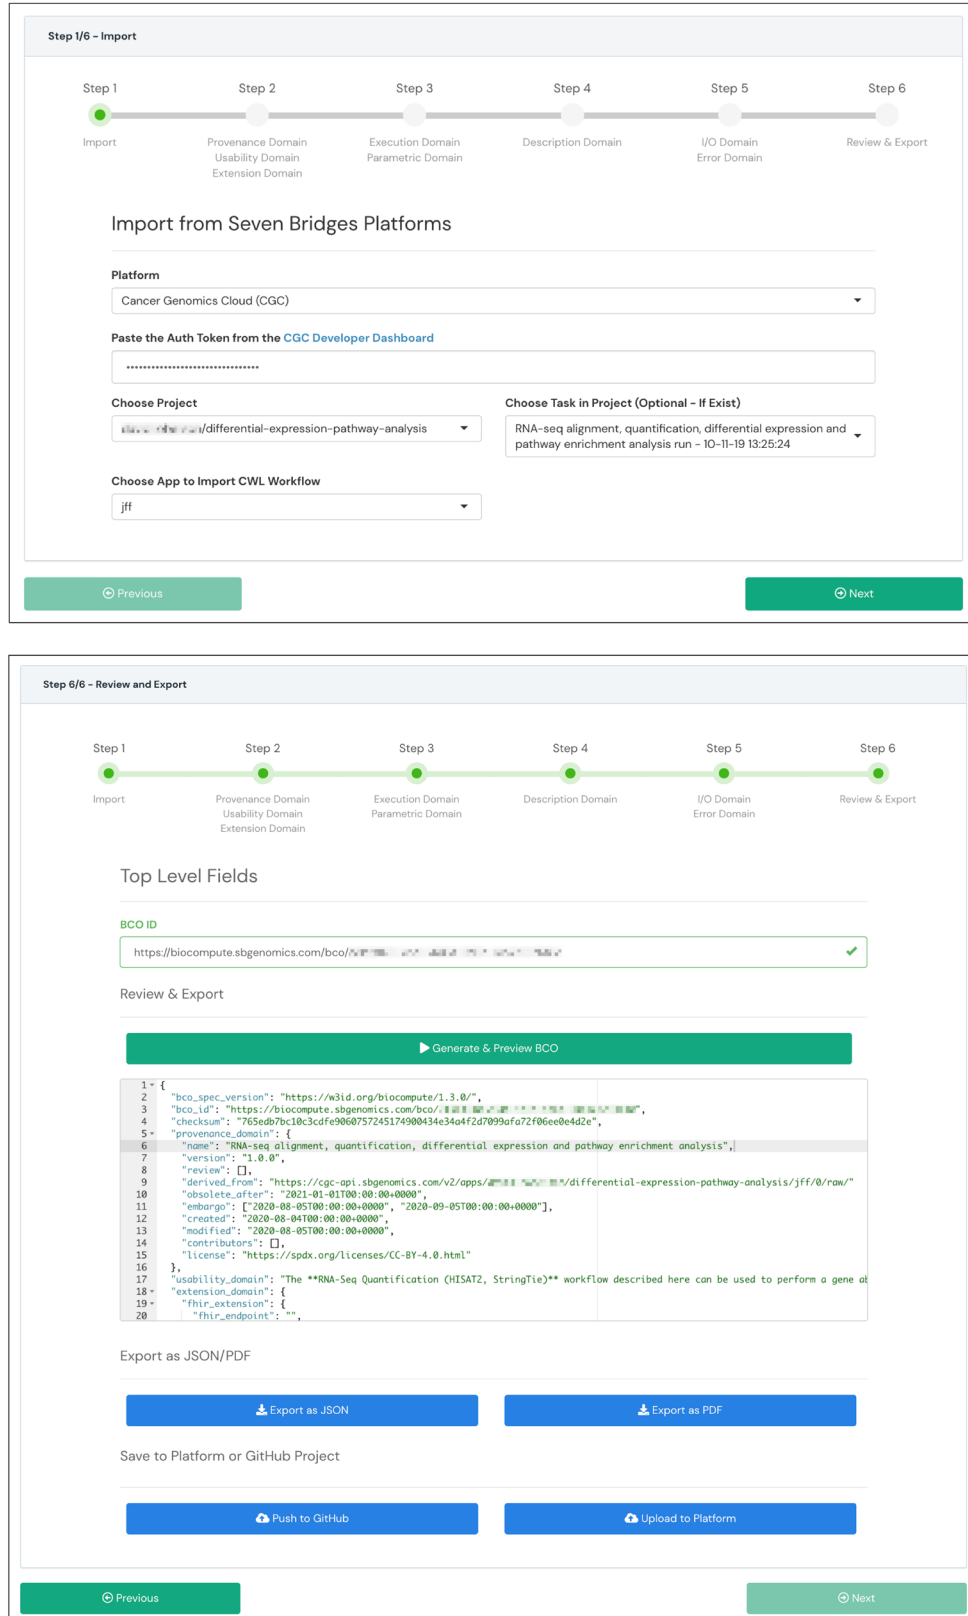 Step 1/6 - Import
Step 1
Step 2
Step 3
Step 4
Step 5
Step 6
Import
Provenance Domain
Usability Domain
Extension Domain
Execution Domain
Parametric Domain
Description Domain
I/O Domain
Error Domain
Review & Export
Import from Seven Bridges Platforms
Platform
Cancer Genomics Cloud (CGC)
Paste the Auth Token from the CGC Developer Dashboard
Choose Project
/differential-expression-pathway-analysis
Choose Task in Project (Optional - If Exist)
RNA-seq alignment, quantification, differential expression and
pathway enrichment analysis run - 10-11-19 13:25:24
Choose App to Import CWL Workflow
jff
Previous
Next
Step 6/6 - Review and Export
Step 1
Step 2
Step 3
Step 4
Step 5
Step 6
Import
Provenance Domain
Usability Domain
Extension Domain
Execution Domain
Parametric Domain
Description Domain
I/O Domain
Error Domain
Review & Export
Top Level Fields
BCO ID
https://biocompute.sbgenomics.com/bco/
Review & Export
Generate & Preview BCO
1 {
2 "bco_spec_version": "https://w3id.org/biocompute/1.3.0/",
3 "bco_id": "https://biocompute.sbgenomics.com/bco/",
4 "checksum": "765edb7bc10c3cdfe9060757245174900434e34a4f2d7099afa72f06ee0e4d2e",
5 "provenance_domain": {
6 "name": "RNA-seq alignment, quantification, differential expression and pathway enrichment analysis",
7 "version": "1.0.0",
8 "review": [],
9 "derived_from": "https://cgc-api.sbgenomics.com/v2/apps/ /differential-expression-pathway-analysis/jff/0/raw/"
10 "obsolete_after": "2021-01-01T00:00:00+0000",
11 "embargo": ["2020-08-05T00:00:00+0000", "2020-09-05T00:00:00+0000"],
12 "created": "2020-08-04T00:00:00+0000",
13 "modified": "2020-08-05T00:00:00+0000",
14 "contributors": [],
15 "license": "https://spdx.org/licenses/CC-BY-4.0.html"
16 },
17 "usability_domain": "The **RNA-Seq Quantification (HISAT2, StringTie)** workflow described here can be used to perform a gene ab
18 "extension_domain": {
19 "fhir_extension": {
20 "fhir_endpoint": "",
Export as JSON/PDF
Export as JSON
Export as PDF
Save to Platform or GitHub Project
Push to GitHub
Upload to Platform
Previous
Next